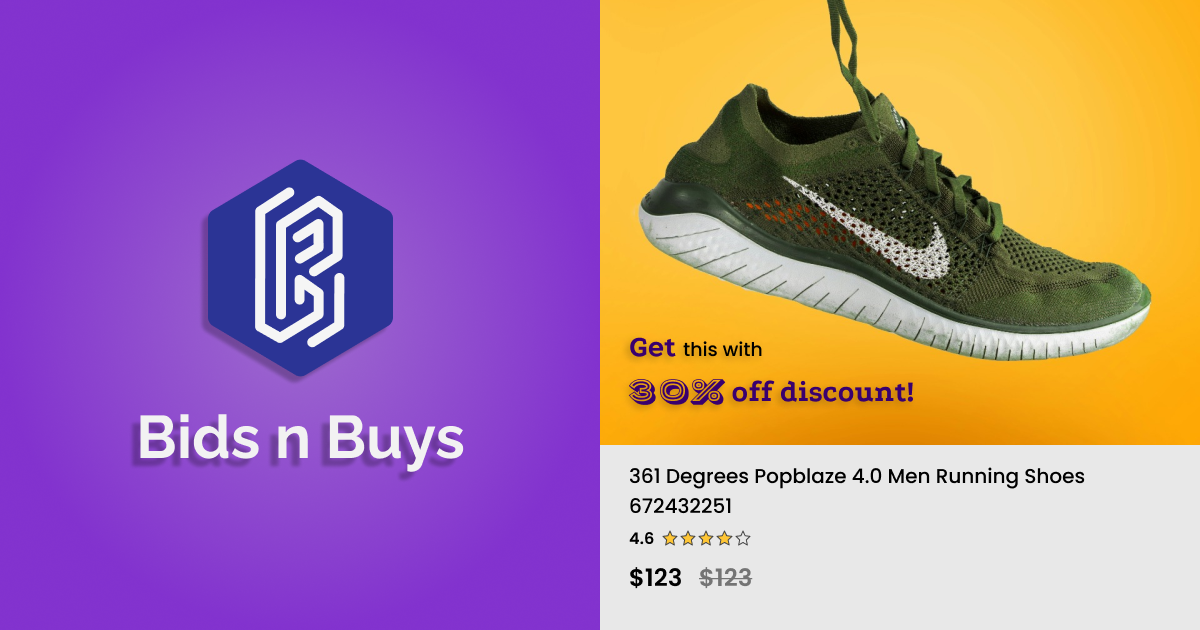 Bids n Buys
Get this with
30% off discount!
361 Degrees Popblaze 4.0 Men Running Shoes
672432251
4.6
$123 $123